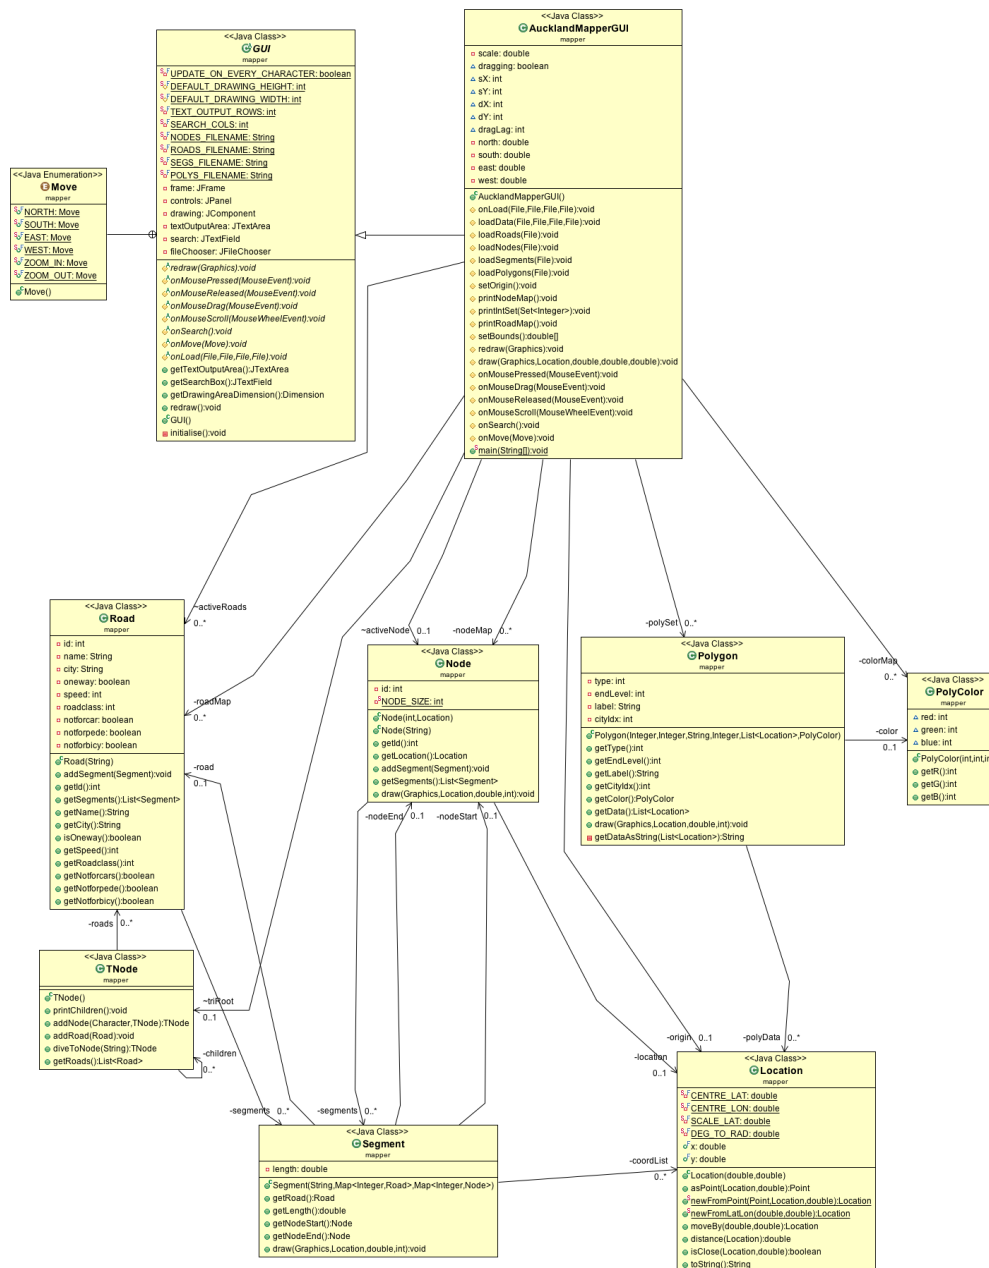 <<Java Class>>
AucklandMapperGUI
mapper
scale: double
dragging: boolean
sX: int
sY: int
dX: int
dY: int
dragLag: int
north: double
south: double
east: double
west: double
AucklandMapperGUI()
onLoad(File,File,File,File):void
loadData(File,File,File,File):void
loadRoads(File):void
loadNodes(File):void
loadSegments(File):void
loadPolygons(File):void
setOrigin():void
printNodeMap():void
printIntSet(Set<Integer>):void
printRoadMap():void
setBounds():double[]
redraw(Graphics):void
draw(Graphics,Location,double,double,double):void
onMousePressed(MouseEvent):void
onMouseDrag(MouseEvent):void
onMouseReleased(MouseEvent):void
onMouseScroll(MouseWheelEvent):void
onSearch():void
onMove(Move):void
main(String[]):void
<<Java Class>>
GUI
mapper
UPDATE_ON_EVERY_CHARACTER: boolean
DEFAULT_DRAWING_HEIGHT: int
DEFAULT_DRAWING_WIDTH: int
TEXT_OUTPUT_ROWS: int
SEARCH_COLS: int
NODES_FILENAME: String
ROADS_FILENAME: String
SEGS_FILENAME: String
POLYS_FILENAME: String
frame: JFrame
controls: JPanel
drawing: JComponent
textOutputArea: JTextArea
search: JTextField
fileChooser: JFileChooser
redraw(Graphics):void
onMousePressed(MouseEvent):void
onMouseReleased(MouseEvent):void
onMouseDrag(MouseEvent):void
onMouseScroll(MouseWheelEvent):void
onSearch():void
onMove(Move):void
onLoad(File,File,File,File):void
getTextOutputArea():JTextArea
getSearchBox():JTextField
getDrawingAreaDimension():Dimension
redraw():void
GUI()
initialise():void
<<Java Enumeration>>
Move
mapper
NORTH: Move
SOUTH: Move
EAST: Move
WEST: Move
ZOOM_IN: Move
ZOOM_OUT: Move
Move()
~activeRoads
0..*
-roadMap
0..*
-road
0..1
~activeNode 0..1
-nodeMap 0..*
-polySet 0..*
-colorMap
0..*
<<Java Class>>
Road
mapper
id: int
name: String
city: String
oneway: boolean
speed: int
roadclass: int
notforcar: boolean
notforpede: boolean
notforbicy: boolean
Road(String)
addSegment(Segment):void
getId():int
getSegments():List<Segment>
getName():String
getCity():String
isOneway():boolean
getSpeed():int
getRoadclass():int
getNotforcars():boolean
getNotforpede():boolean
getNotforbicy():boolean
<<Java Class>>
Node
mapper
id: int
NODE_SIZE: int
Node(int,Location)
Node(String)
getId():int
getLocation():Location
addSegment(Segment):void
getSegments():List<Segment>
draw(Graphics,Location,double,int):void
-nodeEnd 0..1
-nodeStart 0..1
<<Java Class>>
Polygon
mapper
type: int
endLevel: int
label: String
cityIdx: int
Polygon(Integer,Integer,String,Integer,List<Location>,PolyColor)
getType():int
getEndLevel():int
getLabel():String
getCityIdx():int
getColor():PolyColor
getData():List<Location>
draw(Graphics,Location,double,int):void
getDataAsString(List<Location>):String
-color
0..1
<<Java Class>>
PolyColor
mapper
red: int
green: int
blue: int
PolyColor(int,int,in
getR():int
getG():int
getB():int
-roads 0..*
<<Java Class>>
TNode
mapper
TNode()
printChildren():void
addNode(Character,TNode):TNode
addRoad(Road):void
diveToNode(String):TNode
getRoads():List<Road>
~triRoot
0..1
-children
0..*
-segments 0..*
-segments 0..*
-origin 0..1
-polyData 0..*
-location
0..1
<<Java Class>>
Segment
mapper
length: double
Segment(String,Map<Integer,Road>,Map<Integer,Node>)
getRoad():Road
getLength():double
getNodeStart():Node
getNodeEnd():Node
draw(Graphics,Location,double,int):void
-coordList
0..*
<<Java Class>>
Location
mapper
CENTRE_LAT: double
CENTRE_LON: double
SCALE_LAT: double
DEG_TO_RAD: double
x: double
y: double
Location(double,double)
asPoint(Location,double):Point
newFromPoint(Point,Location,double):Location
newFromLatLon(double,double):Location
moveBy(double,double):Location
distance(Location):double
isClose(Location,double):boolean
toString():String